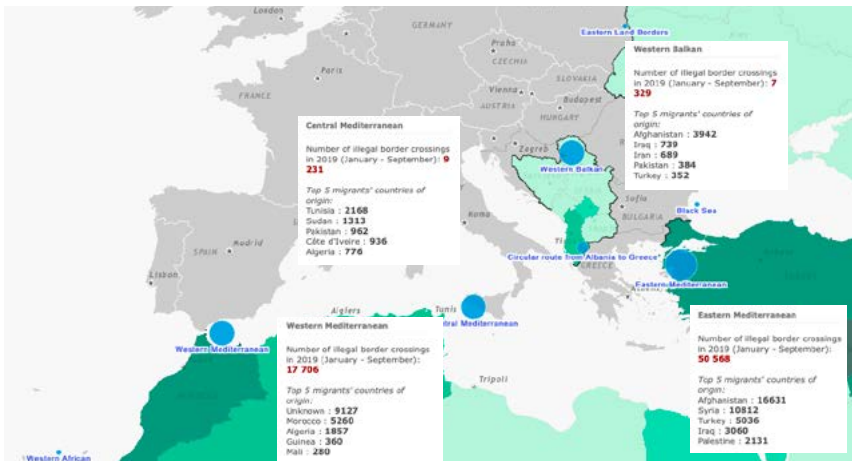 London
GERMANY
Praha
CZECHIA
Paris
FRANCE
Vienna
AUSTRIA
SLOVAKIA
Budapest
HUNGARY
Zagreb
Eastern Land Borders
Western Balkan
Number of illegal border crossings
in 2019 (January - September): 7
329
Top 5 migrants' countries of
origin:
Afghanistan : 3942
Iraq : 739
Iran : 689
Pakistan : 384
Turkey : 352
Central Mediterranean
Number of illegal border crossings
in 2019 (January - September): 9
231
Top 5 migrants' countries of
origin:
Tunisia : 2168
Sudan : 1313
Pakistan : 962
Côte d'Ivoire : 936
Algeria : 776
Western Balkan
Sofia
BULGARIA
Black Sea
Roma
SPAIN
Madrid
Lisbon
Circular route from Albania to Greece
GREECE
Eastern Mediterranean
Algiers
Tunis
Central Mediterranean
Western Mediterranean
Western Mediterranean
Number of illegal border crossings
in 2019 (January - September):
17 706
Top 5 migrants' countries of
origin:
Unknown : 9127
Morocco : 5260
Algeria : 1857
Guinea : 360
Mali : 280
Eastern Mediterranean
Number of illegal border crossings
in 2019 (January - September):
50 568
Top 5 migrants' countries of
origin:
Afghanistan : 16631
Syria : 10812
Turkey : 5036
Iraq : 3060
Palestine : 2131
Tripoli
Western African